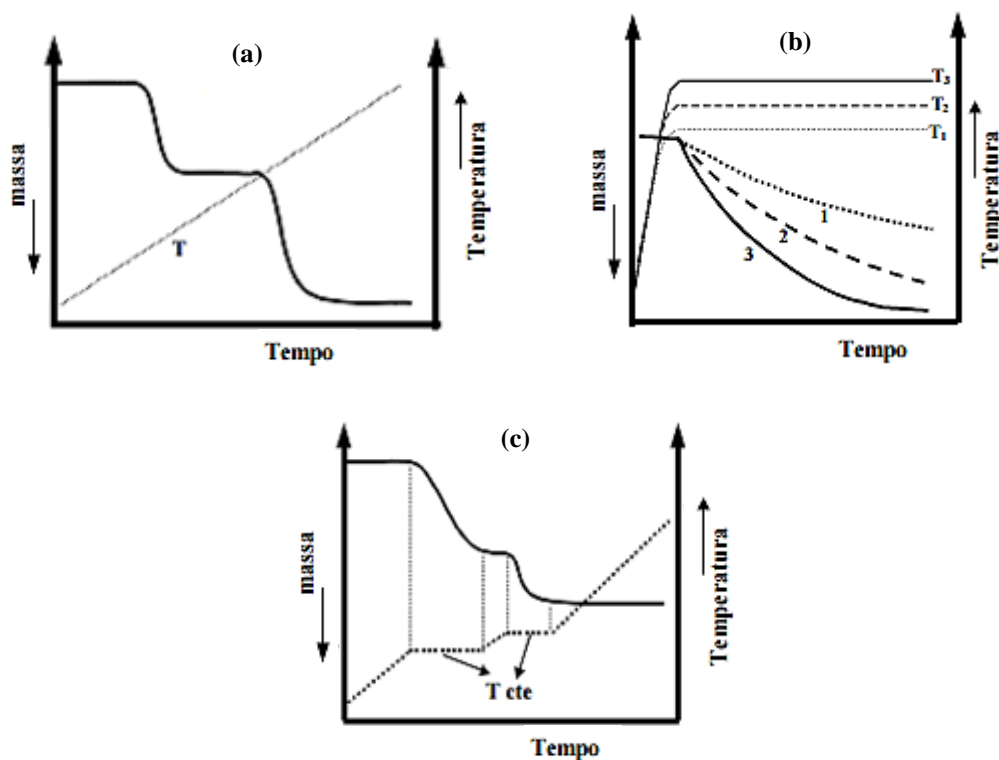 (a)
massa
T
Temperatura
Tempo
(b)
massa
T3
T2
T1
1
2
3
Temperatura
Tempo
(c)
massa
T cte
Temperatura
Tempo